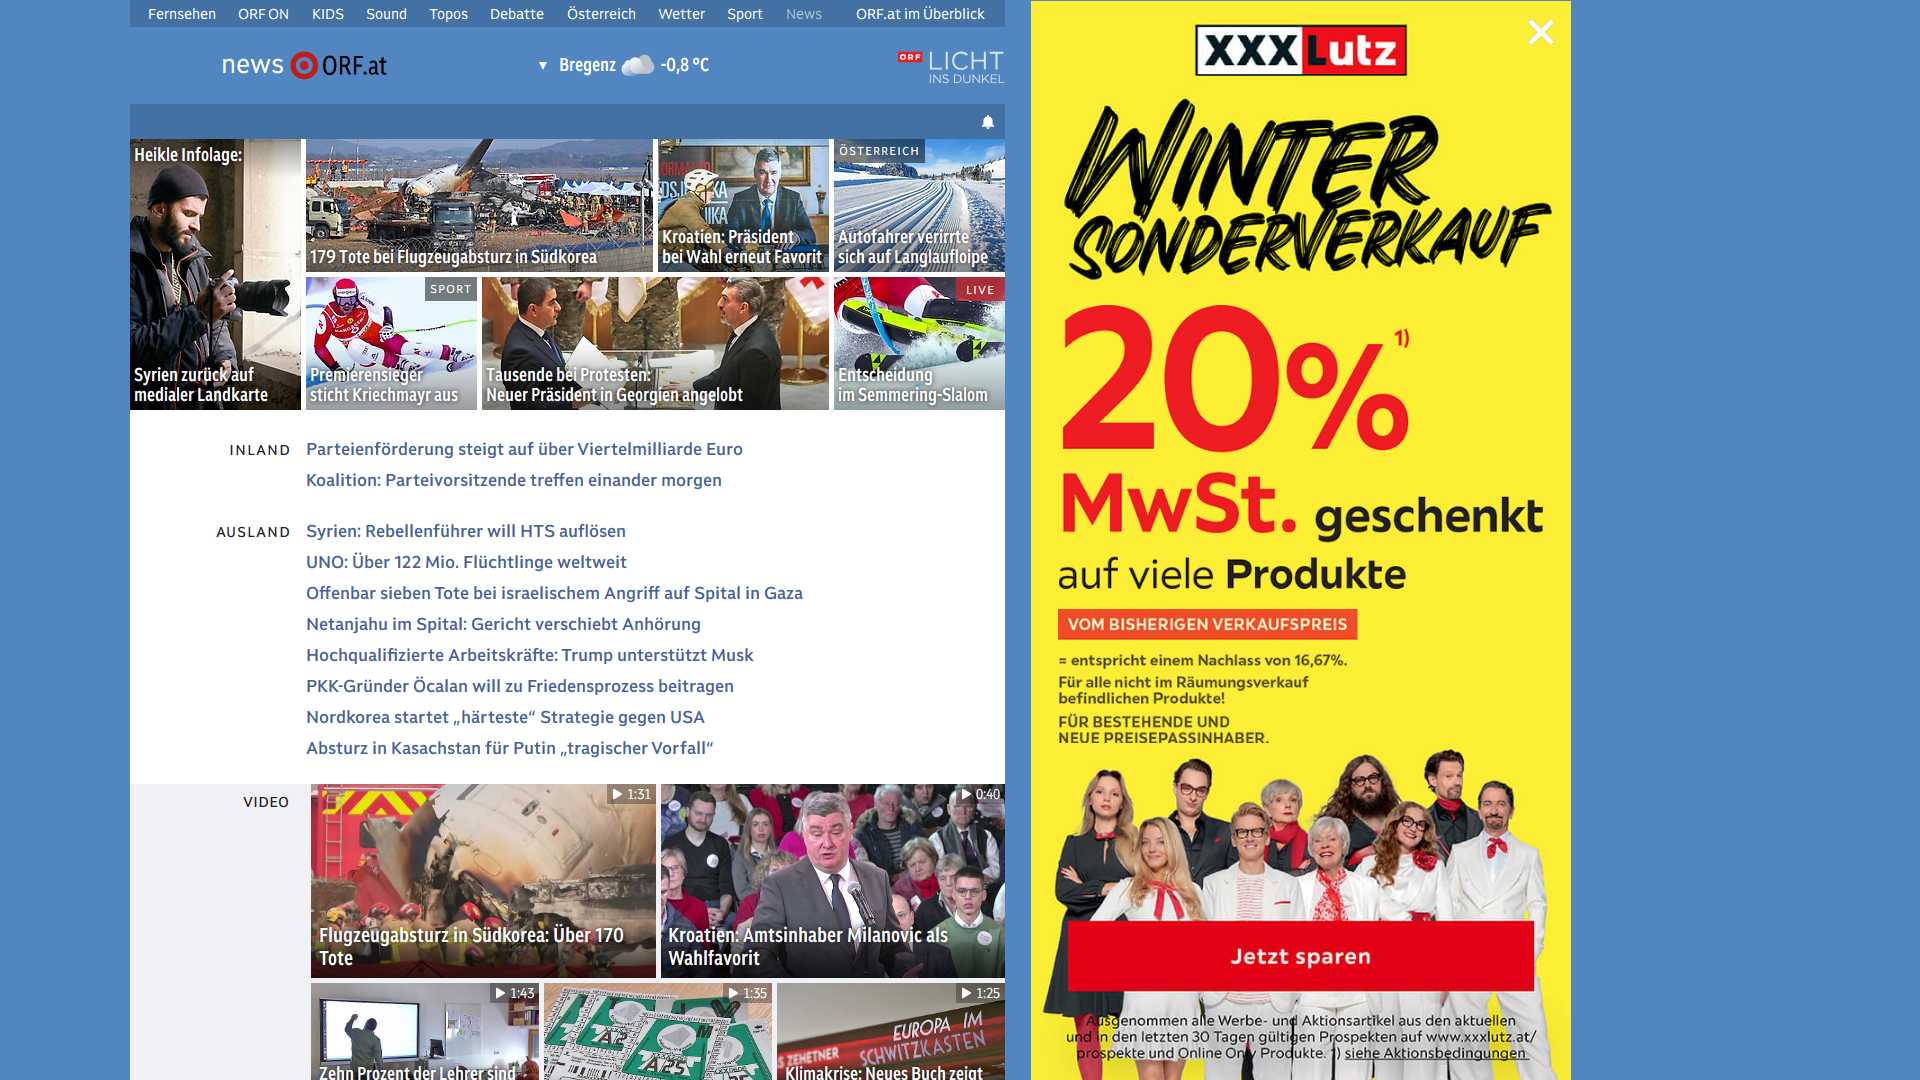 Fernsehen ORF ON KIDS Sound Topos Debatte Österreich Wetter Sport News ORF.at im Überblick
news ORF.at
▼ Bregenz -0,8 °C
ORF LICHT
INS DUNKEL
Heikle Infolage:
Syrien zurück auf
medialer Landkarte
179 Tote bei Flugzeugabsturz in Südkorea
Kroatien: Präsident
bei Wahl erneut Favorit
ÖSTERREICH
Autofahrer verirrte
sich auf Langlaufloipe
SPORT
Premierensieger
sticht Kriechmayr aus
Tausende bei Protesten:
Neuer Präsident in Georgien angelobt
LIVE
Entscheidung
im Semmering-Slalom
INLAND
Parteienförderung steigt auf über Viertelmilliarde Euro
Koalition: Parteivorsitzende treffen einander morgen
AUSLAND
Syrien: Rebellenführer will HTS auflösen
UNO: Über 122 Mio. Flüchtlinge weltweit
Offenbar sieben Tote bei israelischem Angriff auf Spital in Gaza
Netanjahu im Spital: Gericht verschiebt Anhörung
Hochqualifizierte Arbeitskräfte: Trump unterstützt Musk
PKK-Gründer Öcalan will zu Friedensprozess beitragen
Nordkorea startet „härteste“ Strategie gegen USA
Absturz in Kasachstan für Putin „tragischer Vorfall“
VIDEO
1:31
Flugzeugabsturz in Südkorea: Über 170
Tote
0:40
Kroatien: Amtsinhaber Milanovic als
Wahlfavorit
1:43
Zehn Prozent der Lehrer sind
1:35
A2
A25
1:25
EUROPA IM
SCHWITZKASTEN
ZEHETNER
Klimakrise: Neues Buch zeigt
XXXLutz
WINTER
SONDERVERKAUF
20% 1)
MwSt. geschenkt
auf viele Produkte
VOM BISHERIGEN VERKAUFSPREIS
= entspricht einem Nachlass von 16,67%.
Für alle nicht im Räumungsverkauf
befindlichen Produkte!
FÜR BESTEHENDE UND
NEUE PREISEPASSINHABER.
Jetzt sparen
Ausgenommen alle Werbe- und Aktionsartikel aus den aktuellen
und in den letzten 30 Tagen gültigen Prospekten auf www.xxxlutz.at/
prospekte und Online Only Produkte. 1) siehe Aktionsbedingungen